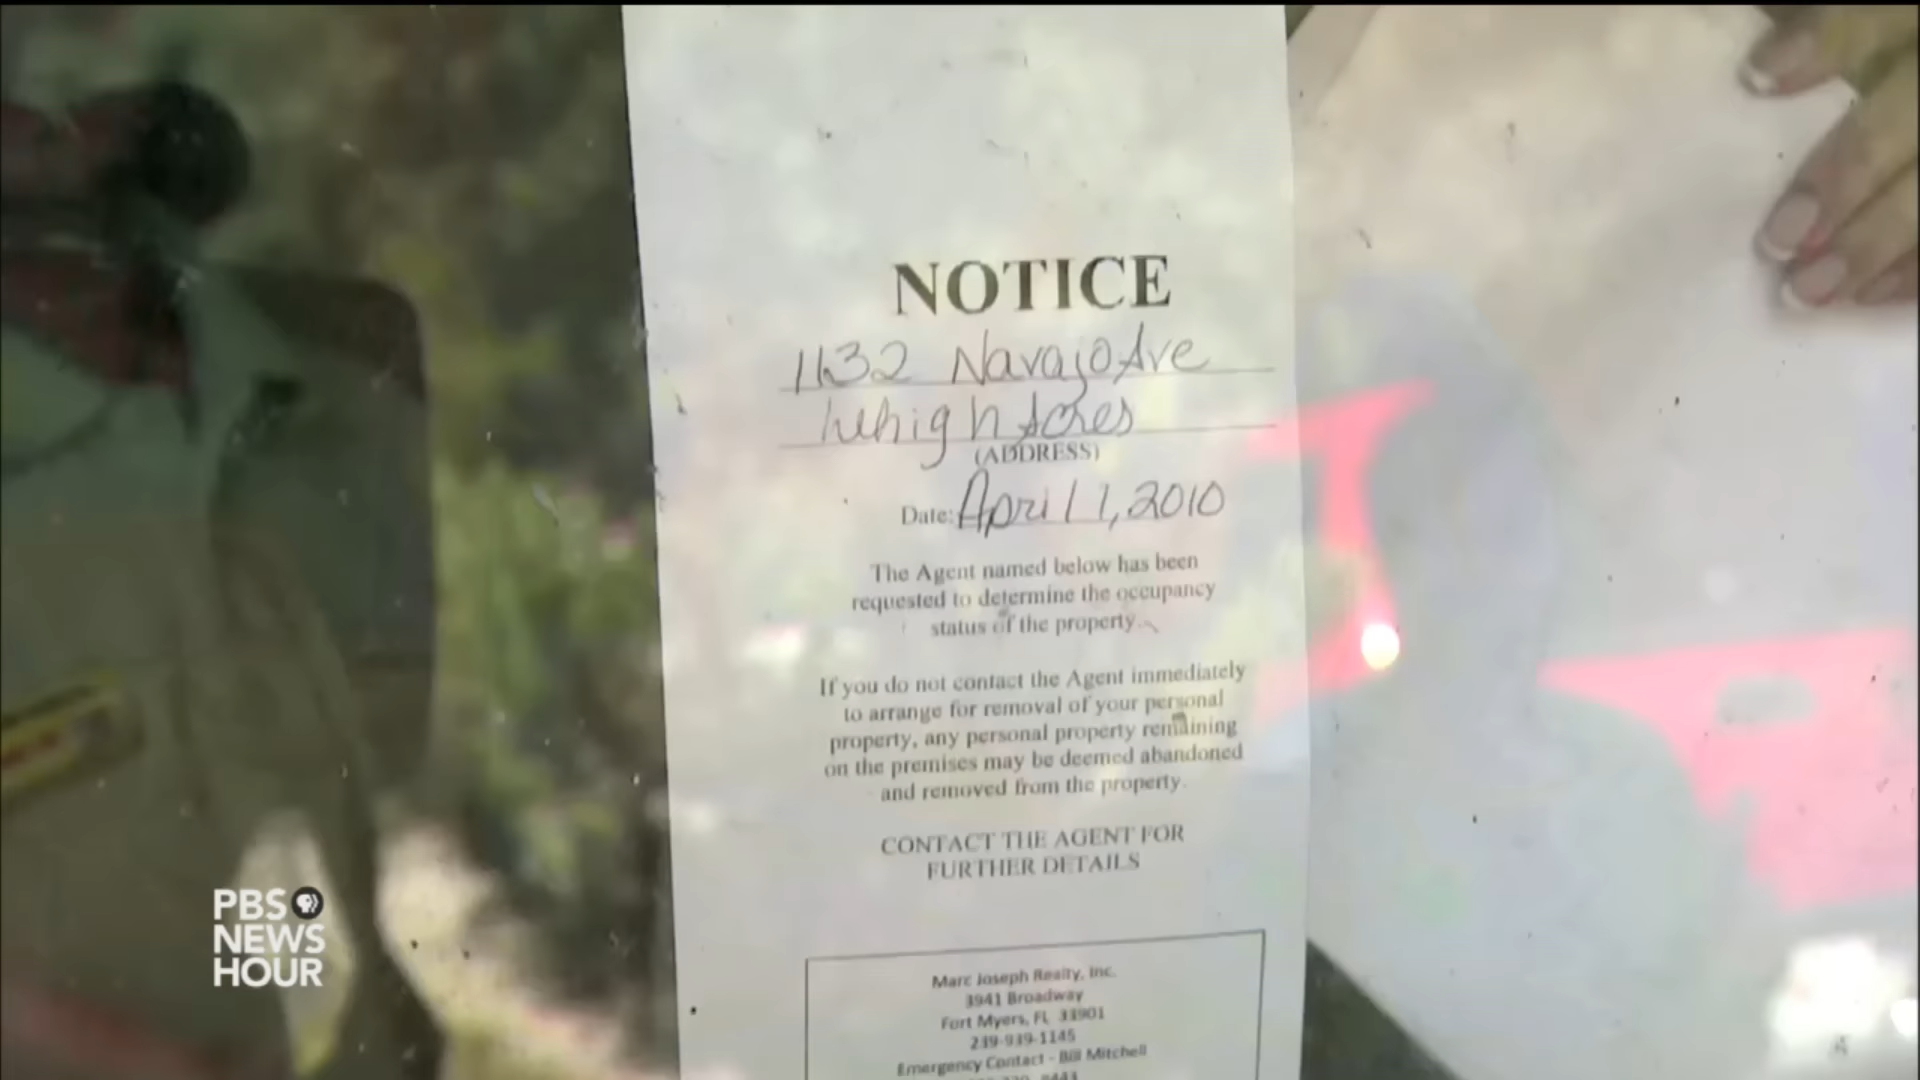 NOTICE
1132 Navajo Ave
Lehigh Acres
(ADDRESS)
Date: April 1, 2010
The Agent named below has been
requested to determine the occupancy
status of the property.
If you do not contact the Agent immediately
to arrange for removal of your personal
property, any personal property remaining
on the premises may be deemed abandoned
and removed from the property.
CONTACT THE AGENT FOR
FURTHER DETAILS
Marc Joseph Realty, Inc.
3941 Broadway
Fort Myers, FL 33901
239-939-1145
Emergency Contact - Bill Mitchell
PBS
NEWS
HOUR